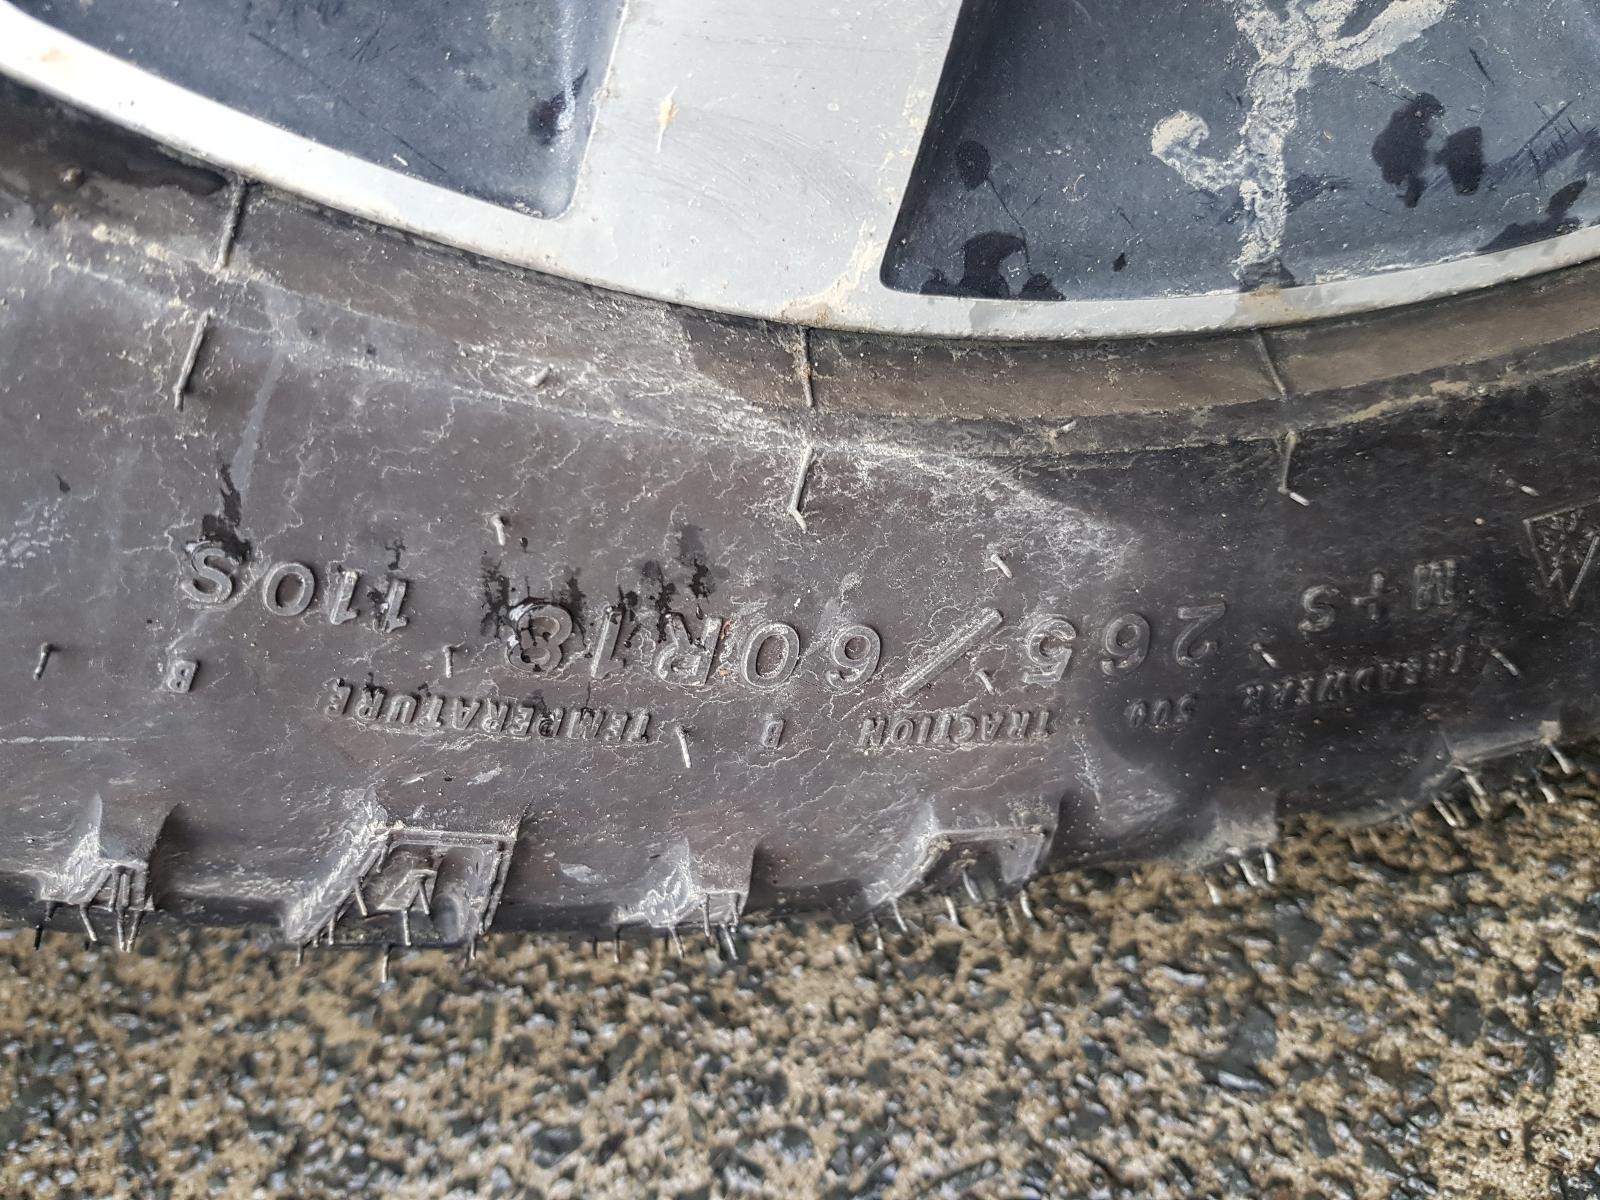 M+S 265/60R18 110S
TREADWEAR 500 TRACTION B TEMPERATURE B